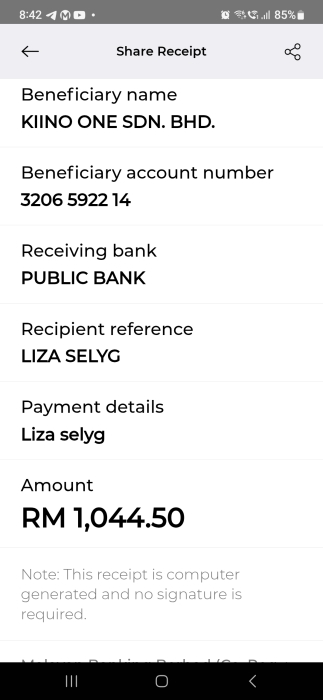 8:42
85%
Share Receipt
Beneficiary name
KIINO ONE SDN. BHD.
Beneficiary account number
3206 5922 14
Receiving bank
PUBLIC BANK
Recipient reference
LIZA SELYG
Payment details
Liza selyg
Amount
RM 1,044.50
Note: This receipt is computer
generated and no signature is
required.